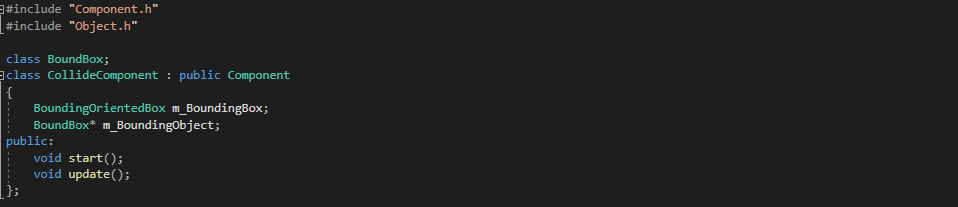 #include "Component.h"
#include "Object.h"

class BoundBox;
class CollideComponent : public Component
{
    BoundingOrientedBox m_BoundingBox;
    BoundBox* m_BoundingObject;
public:
    void start();
    void update();
};